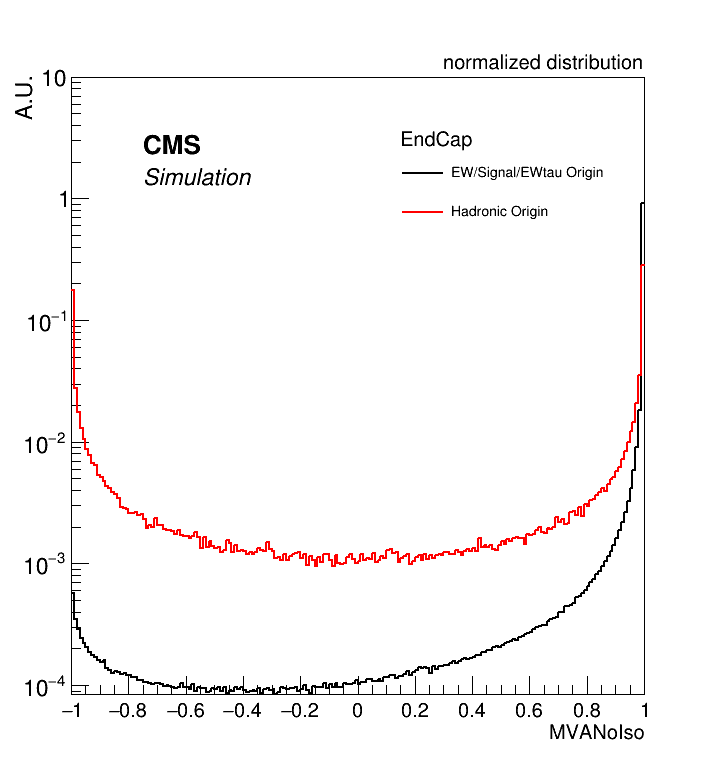 normalized distribution
A.U.
10
CMS
EndCap
Simulation
EW/Signal/EWtau Origin
1
Hadronic Origin
10⁻¹
10⁻²
10⁻³
10⁻⁴
−1 −0.8 −0.6 −0.4 −0.2 0 0.2 0.4 0.6 0.8 1
MVANoIso